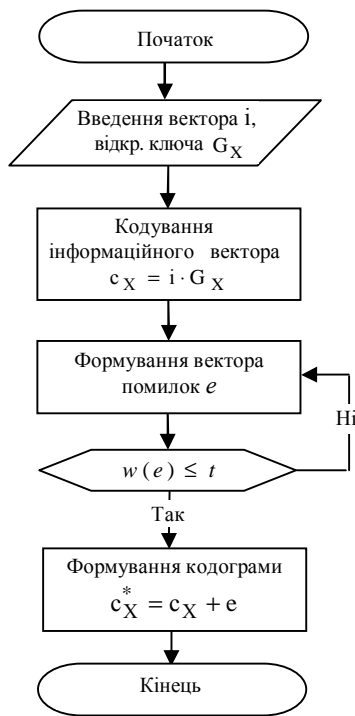 Початок
Введення вектора i,
відкр. ключа G_X
Кодування
інформаційного вектора
c_X = i · G_X
Формування вектора
помилок e
Ні
w (e) ≤ t
Так
Формування кодограми
c_X^* = c_X + e
Кінець